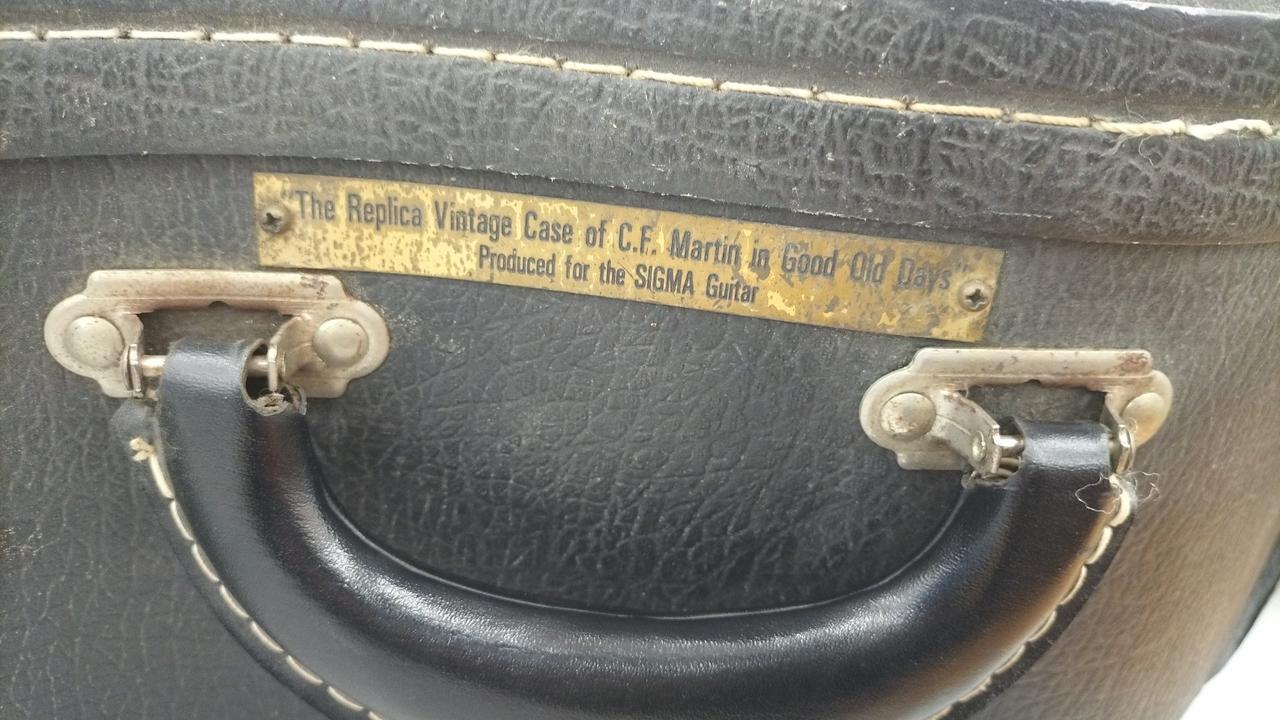 "The Replica Vintage Case of C.F. Martin in Good Old Days"
Produced for the SIGMA Guitar